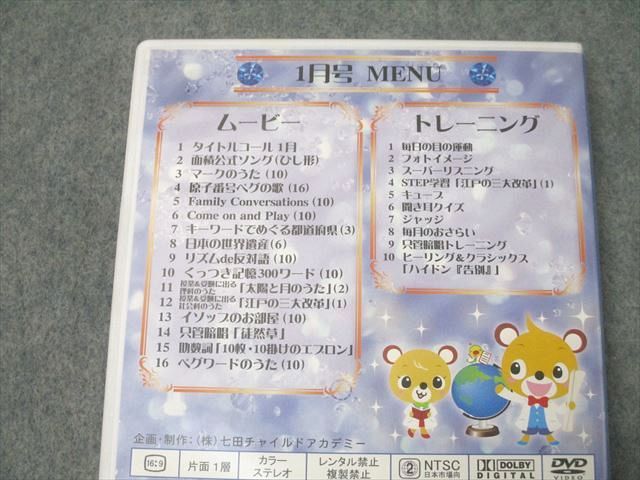 1月号 MENU
ムービー
1 タイトルコール 1月
2 面積公式ソング(ひし形)
3 マークのうた (10)
4 原子番号ペグの歌 (16)
5 Family Conversations (10)
6 Come on and Play (10)
7 キーワードでめぐる都道府県 (3)
8 日本の世界遺産 (6)
9 リズムde反対語 (10)
10 くっつき記憶300ワード (10)
11 授業&受験に出る理科のうた 「太陽と月のうた」(2)
12 授業&受験に出る社会科のうた 「江戸の三大改革」(1)
13 イソップのお部屋 (10)
14 只管暗唱「徒然草」
15 助数詞「10枚・10掛けのエプロン」
16 ペグワードのうた (10)
トレーニング
1 毎日の目の運動
2 フォトイメージ
3 スーパーリスニング
4 STEP学習「江戸の三大改革」(1)
5 キューブ
6 聞き耳クイズ
7 ジャッジ
8 毎月のおさらい
9 只管暗唱トレーニング
10 ヒーリング&クラシックス
「ハイドン『告別』」
企画・制作:(株)七田チャイルドアカデミー
16:9
片面1層
カラー
ステレオ
レンタル禁止
複製禁止
2
NTSC
日本市場向
DOLBY
DIGITAL
DVD
VIDEO